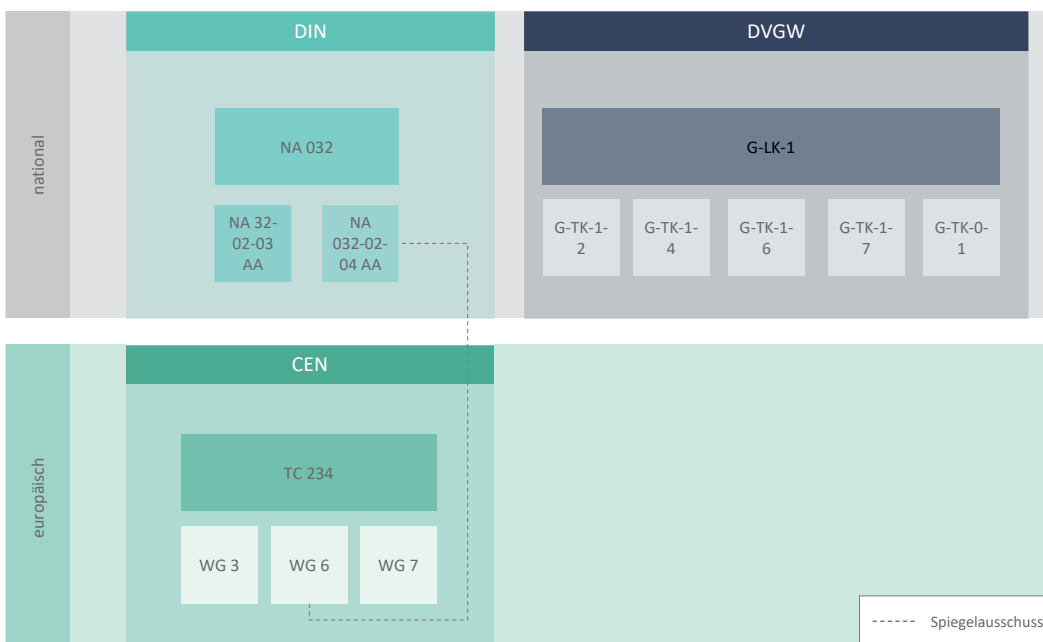 national
DIN
DVGW
NA 032
G-LK-1
NA 32-
02-03
AA
NA
032-02-
04 AA
G-TK-1-
2
G-TK-1-
4
G-TK-1-
6
G-TK-1-
7
G-TK-0-
1
europäisch
CEN
TC 234
WG 3
WG 6
WG 7
Spiegelausschuss